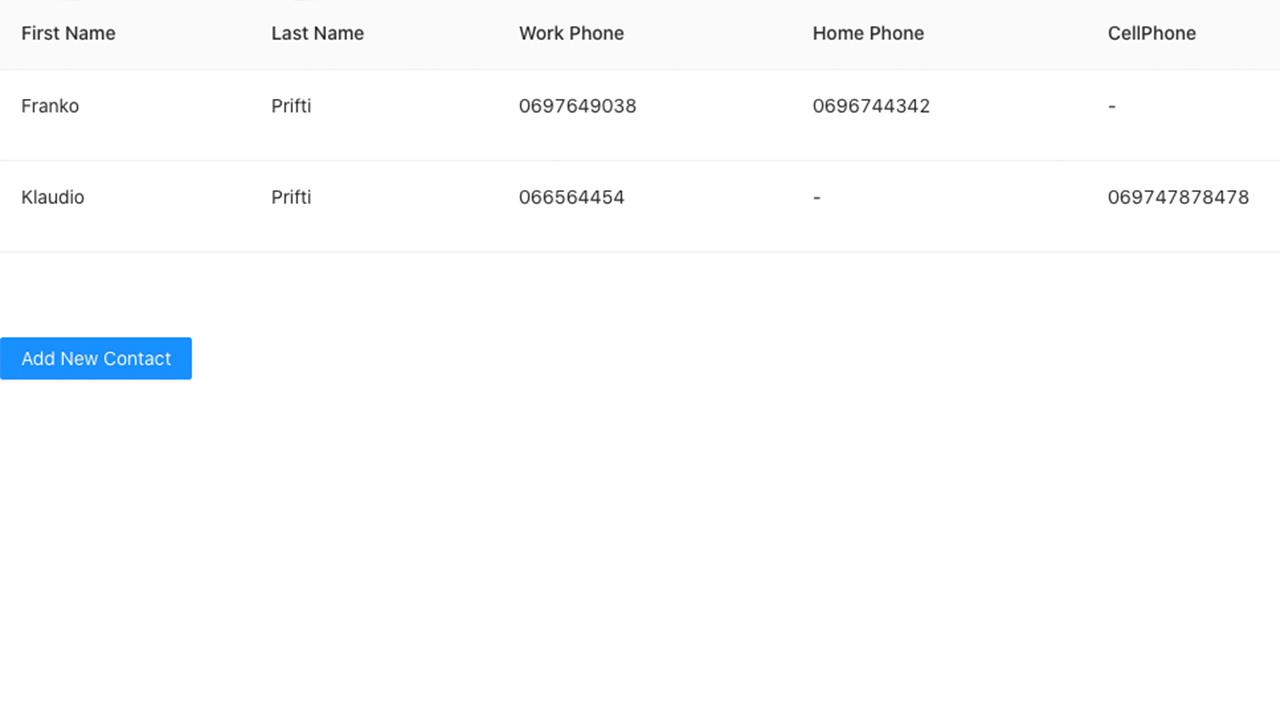 First Name Last Name Work Phone Home Phone CellPhone
Franko Prifti 0697649038 0696744342 -
Klaudio Prifti 066564454 - 069747878478
Add New Contact